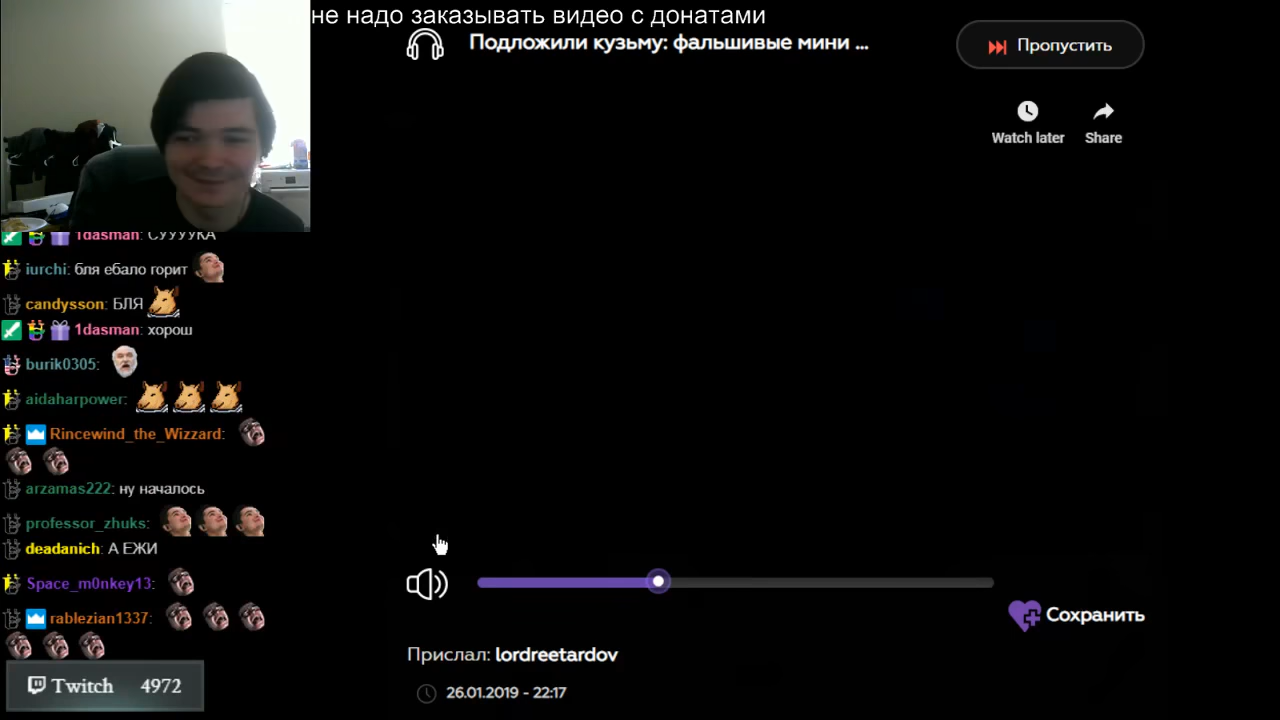 не надо заказывать видео с донатами
Подложили кузьму: фальшивые мини ...
Пропустить
Watch later
Share
1dasman: СУУУУКА
iurchi: бля ебало горит
candysson: БЛЯ
1dasman: хорош
burik0305:
aidaharpower:
Rincewind_the_Wizzard:
arzamas222: ну началось
professor_zhuks:
deadanich: А ЕЖИ
Space_m0nkey13:
rablezian1337:
Twitch 4972
Сохранить
Прислал: lordreetardov
26.01.2019 - 22:17